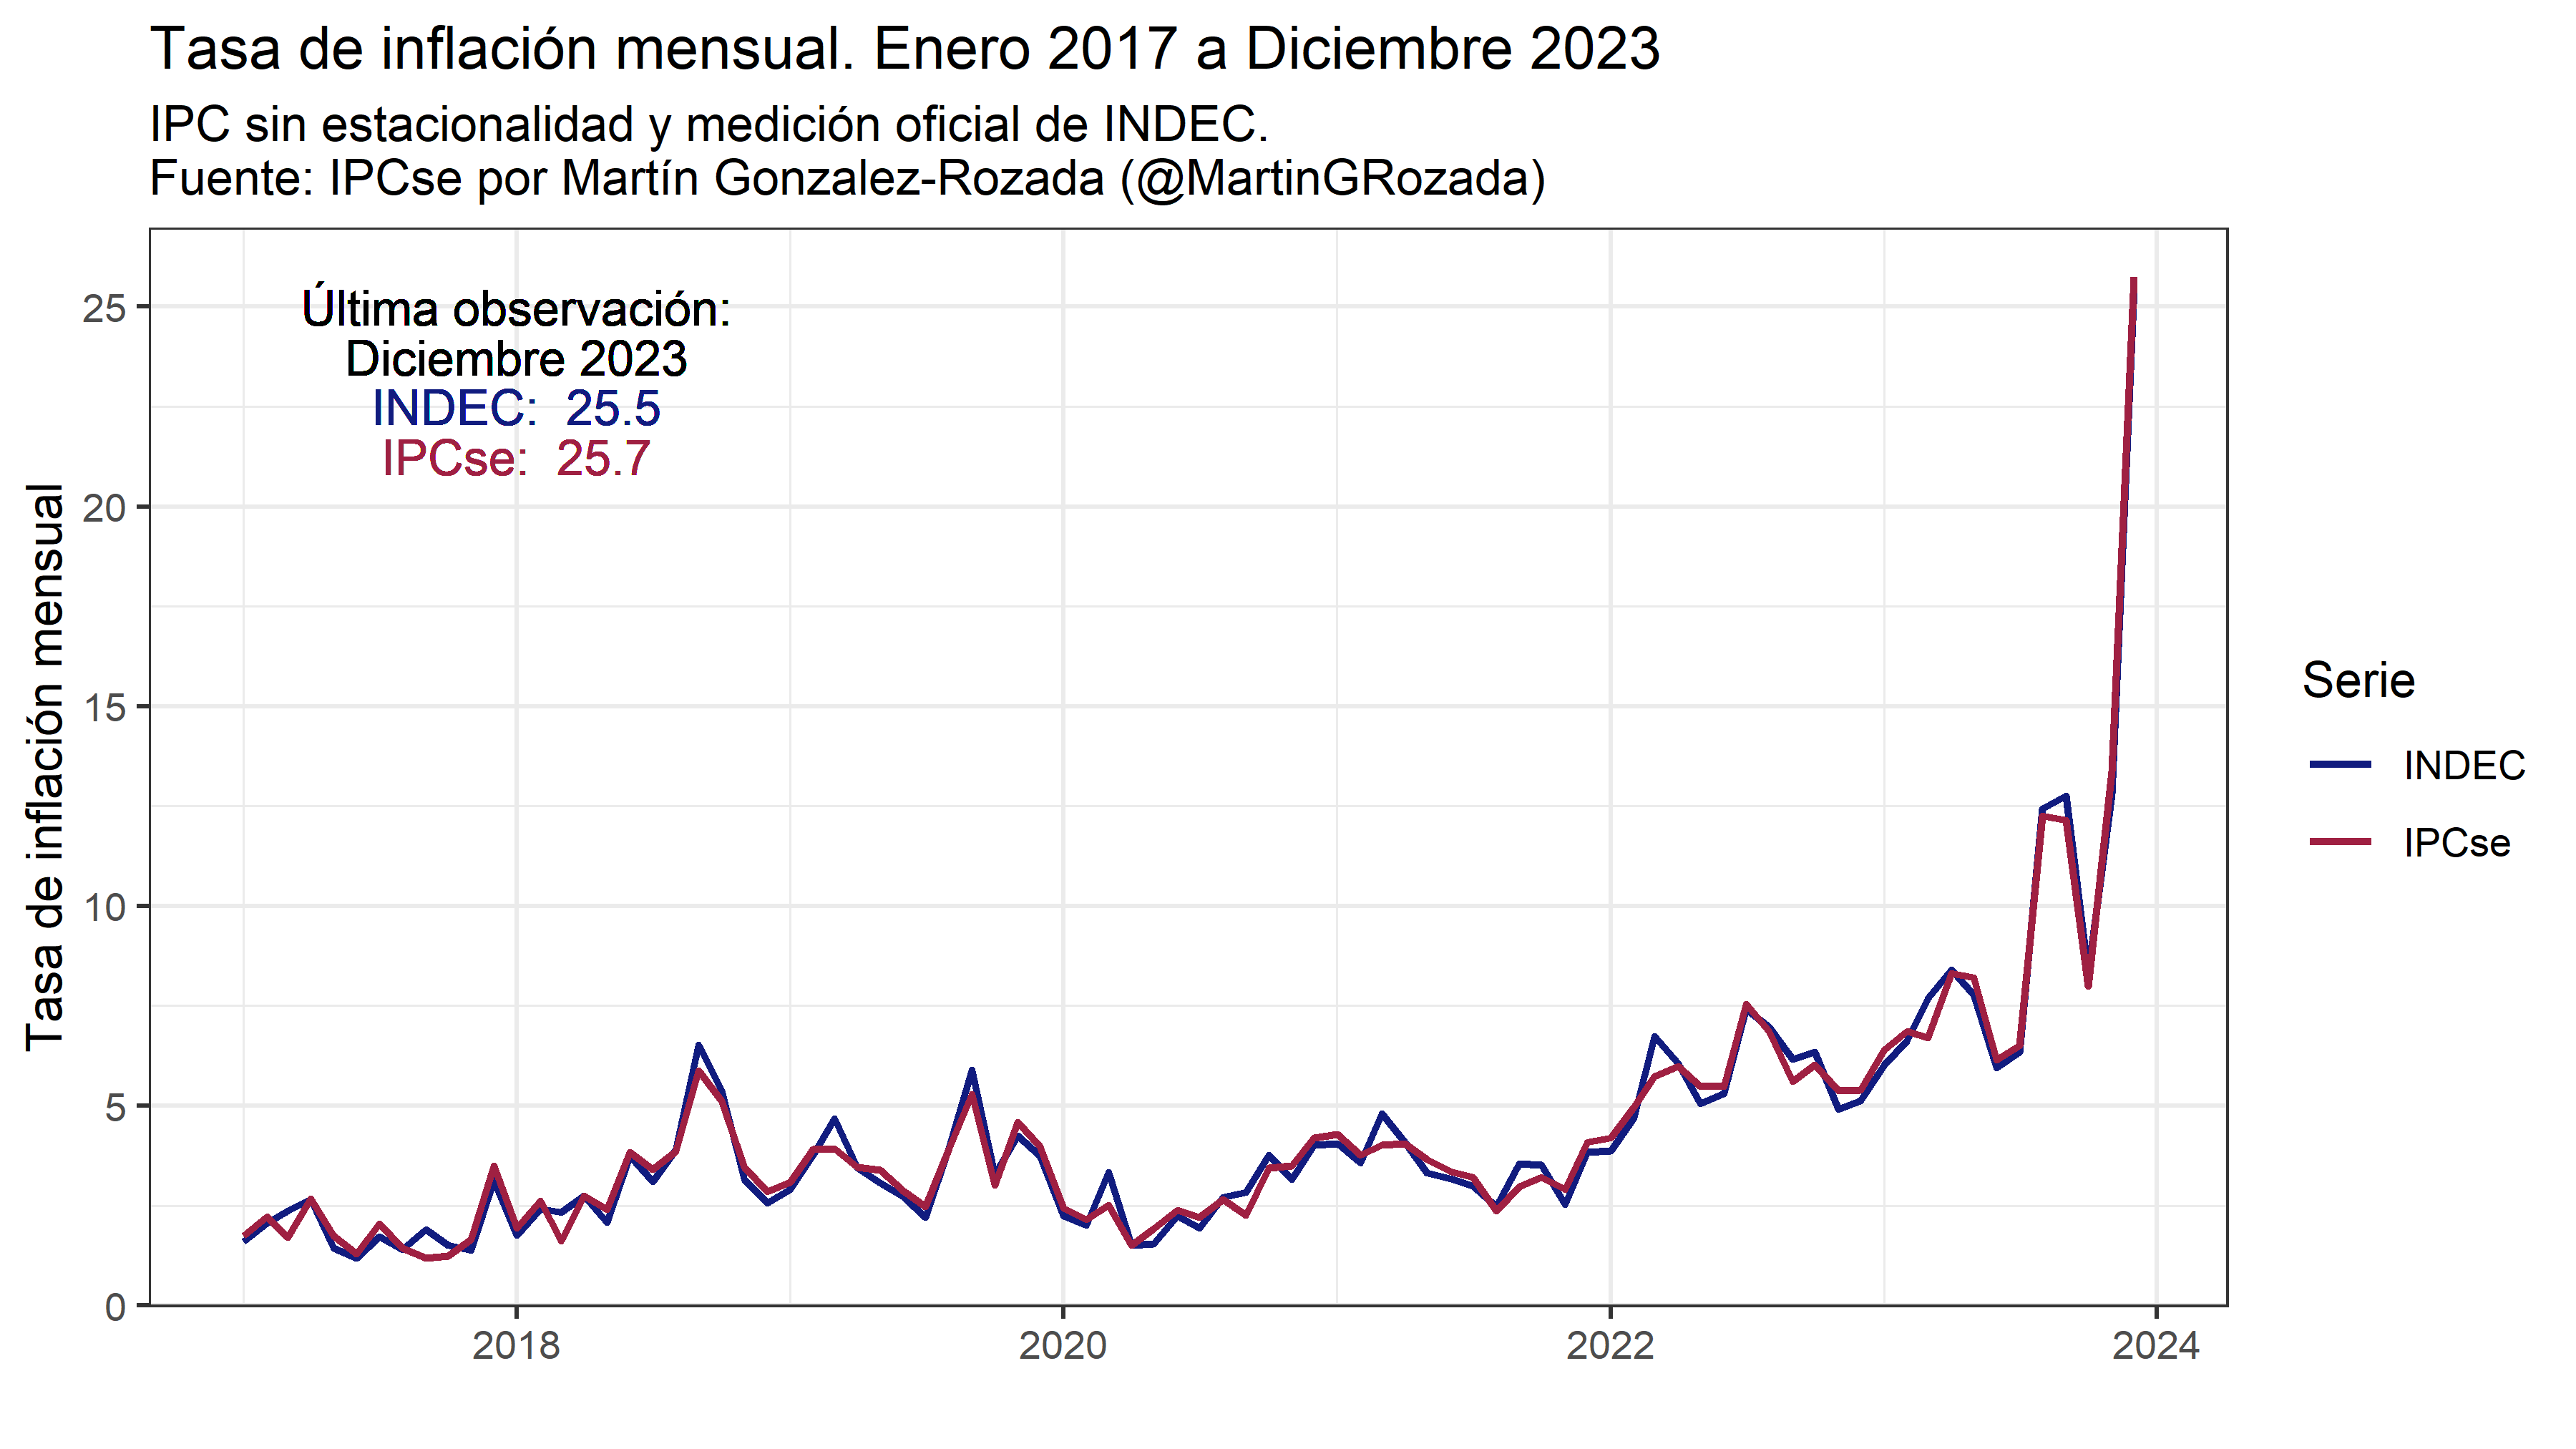 Tasa de inflación mensual. Enero 2017 a Diciembre 2023
IPC sin estacionalidad y medición oficial de INDEC.
Fuente: IPCse por Martín Gonzalez-Rozada (@MartinGRozada)
Última observación:
Diciembre 2023
INDEC:  25.5
IPCse:  25.7
Tasa de inflación mensual
25
20
15
10
5
0
2018
2020
2022
2024
Serie
INDEC
IPCse